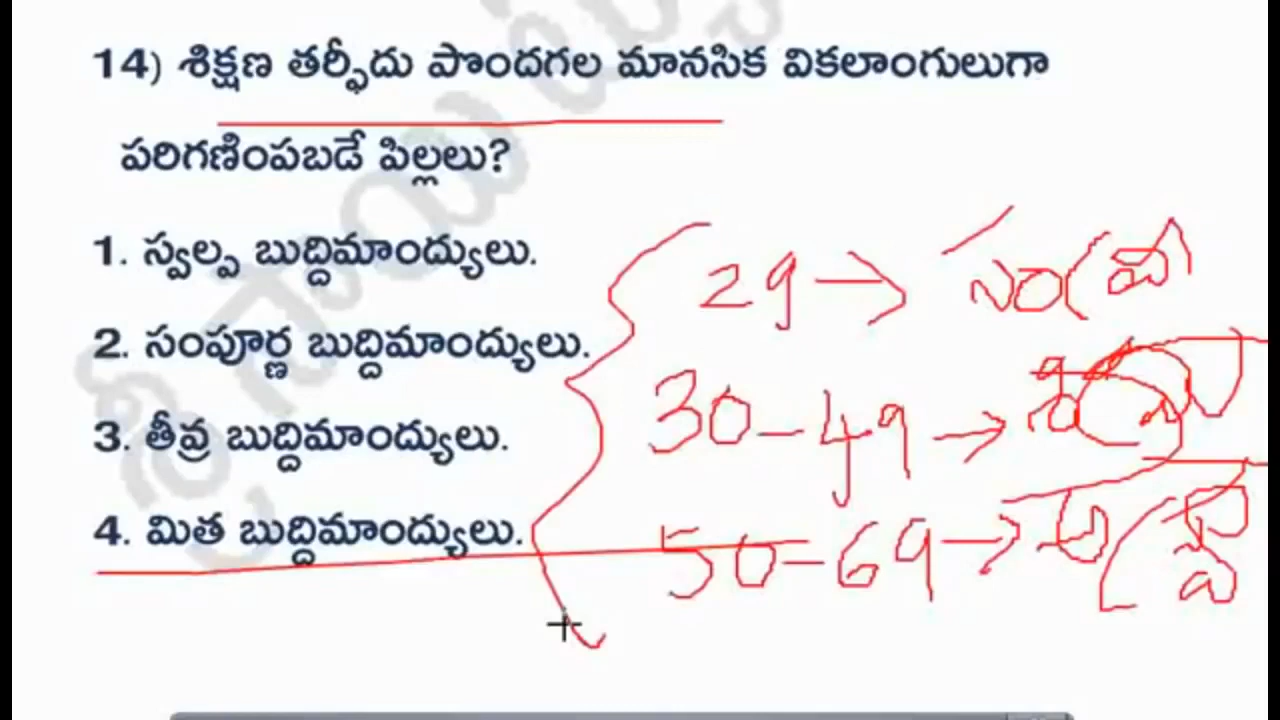 14) శిక్షణ తర్ఫీదు పొందగల మానసిక వికలాంగులుగా
పరిగణింపబడే పిల్లలు?
1. స్వల్ప బుద్దిమాంద్యులు.
2. సంపూర్ణ బుద్దిమాంద్యులు.
3. తీవ్ర బుద్దిమాంద్యులు.
4. మిత బుద్దిమాంద్యులు.
29 →
30-49 →
50-69 →